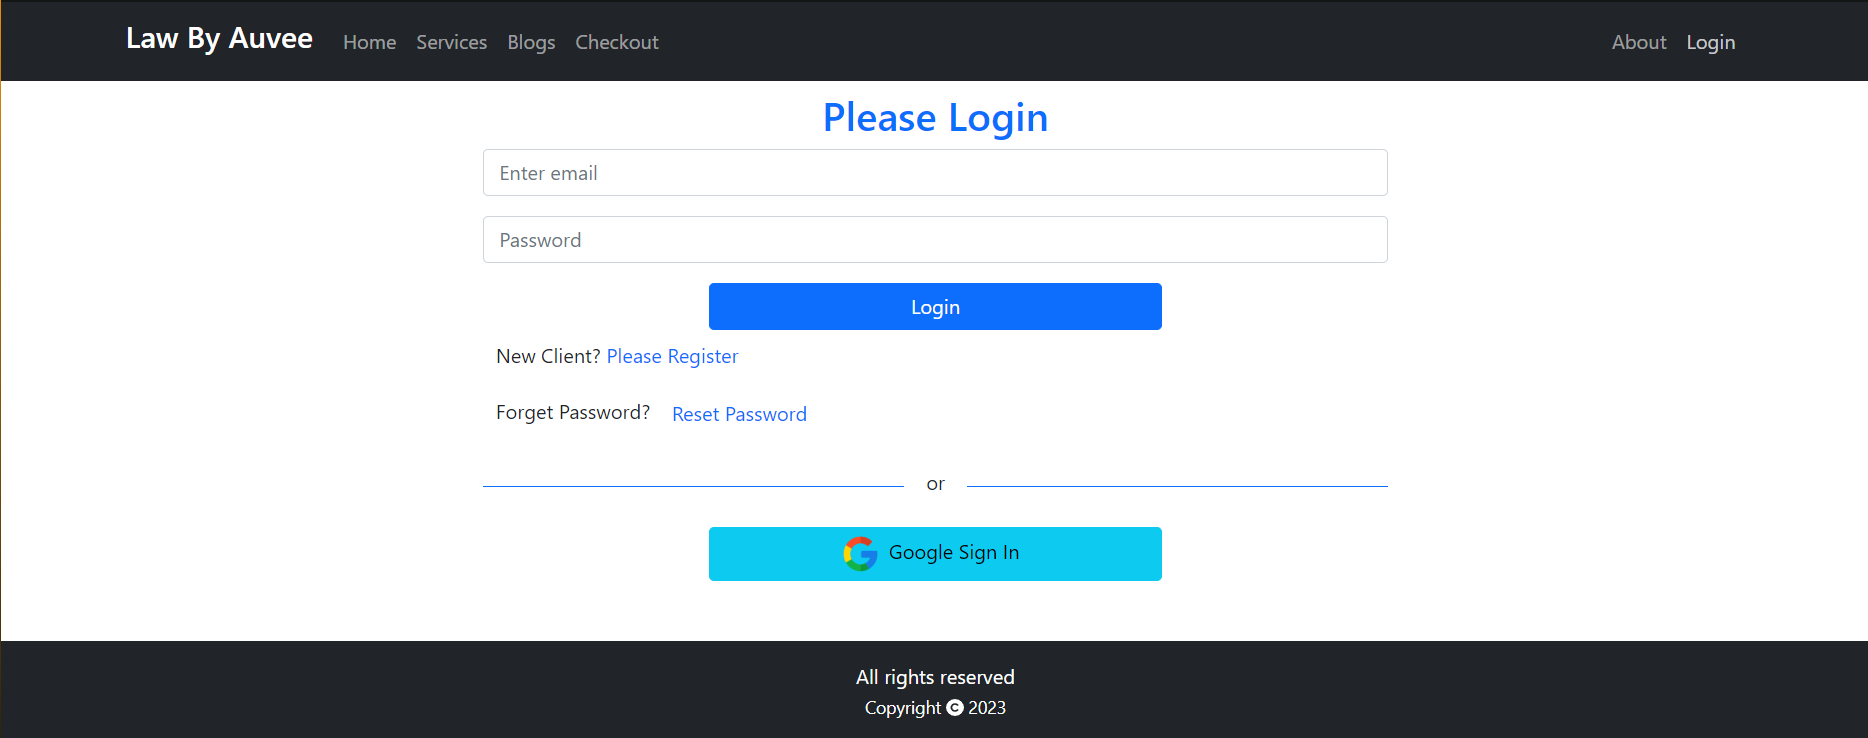 Law By Auvee Home Services Blogs Checkout About Login
Please Login
Enter email
Password
Login
New Client? Please Register
Forget Password? Reset Password
or
Google Sign In
All rights reserved
Copyright © 2023